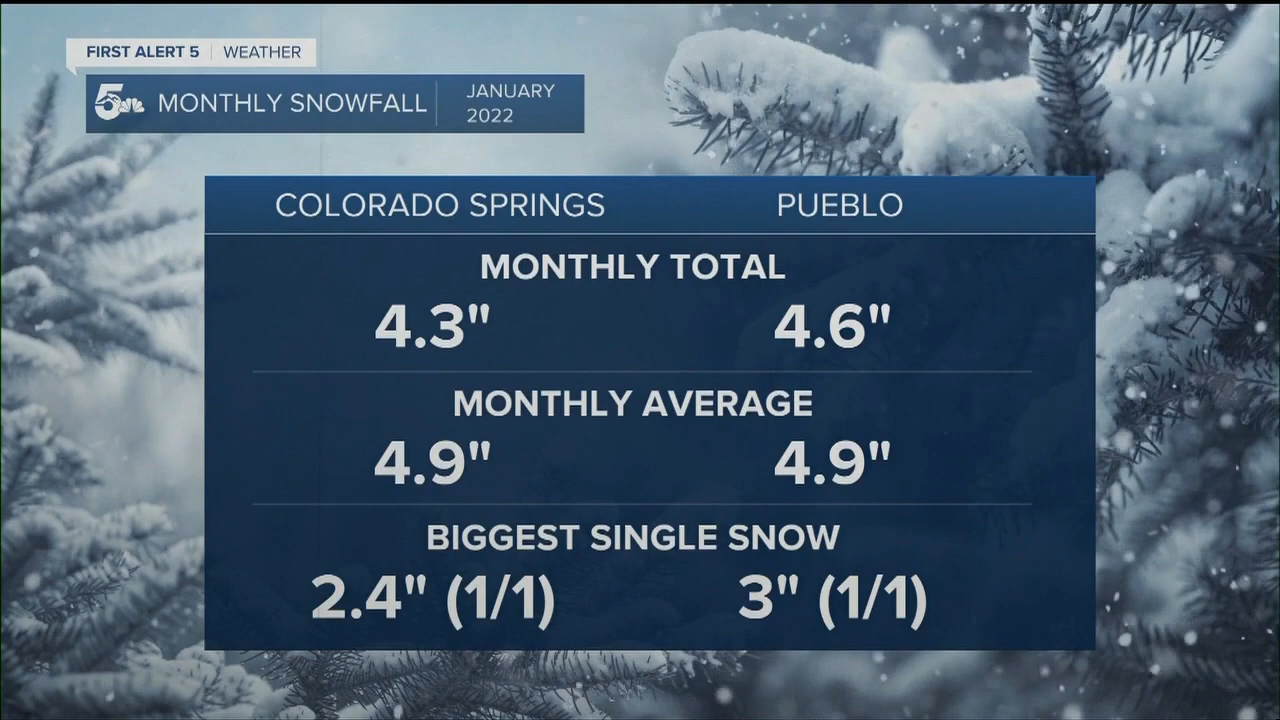 FIRST ALERT 5 | WEATHER
5 MONTHLY SNOWFALL
JANUARY
2022
COLORADO SPRINGS PUEBLO
MONTHLY TOTAL
4.3" 4.6"
MONTHLY AVERAGE
4.9" 4.9"
BIGGEST SINGLE SNOW
2.4" (1/1) 3" (1/1)